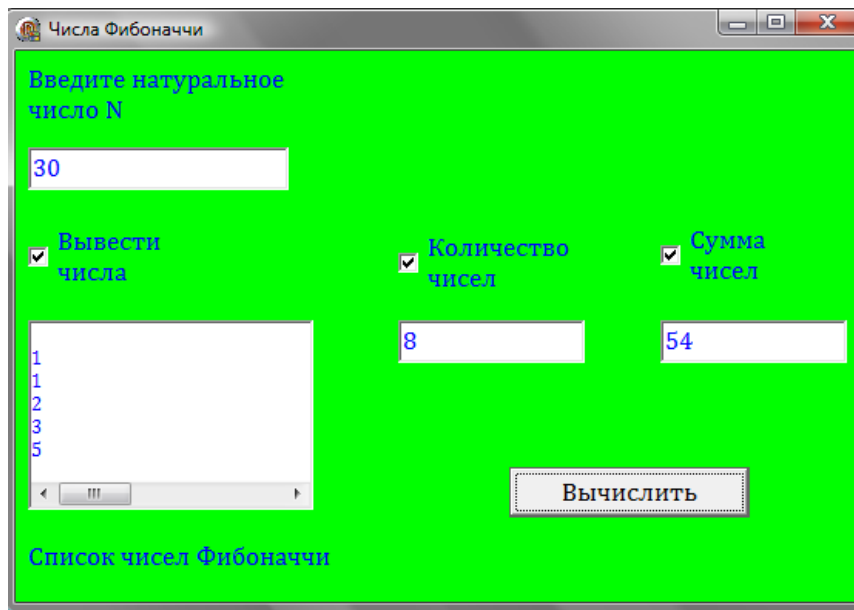 Числа Фибоначчи
Введите натуральное
число N
30
Вывести
числа
Количество
чисел
Сумма
чисел
1
1
2
3
5
8
54
Вычислить
Список чисел Фибоначчи